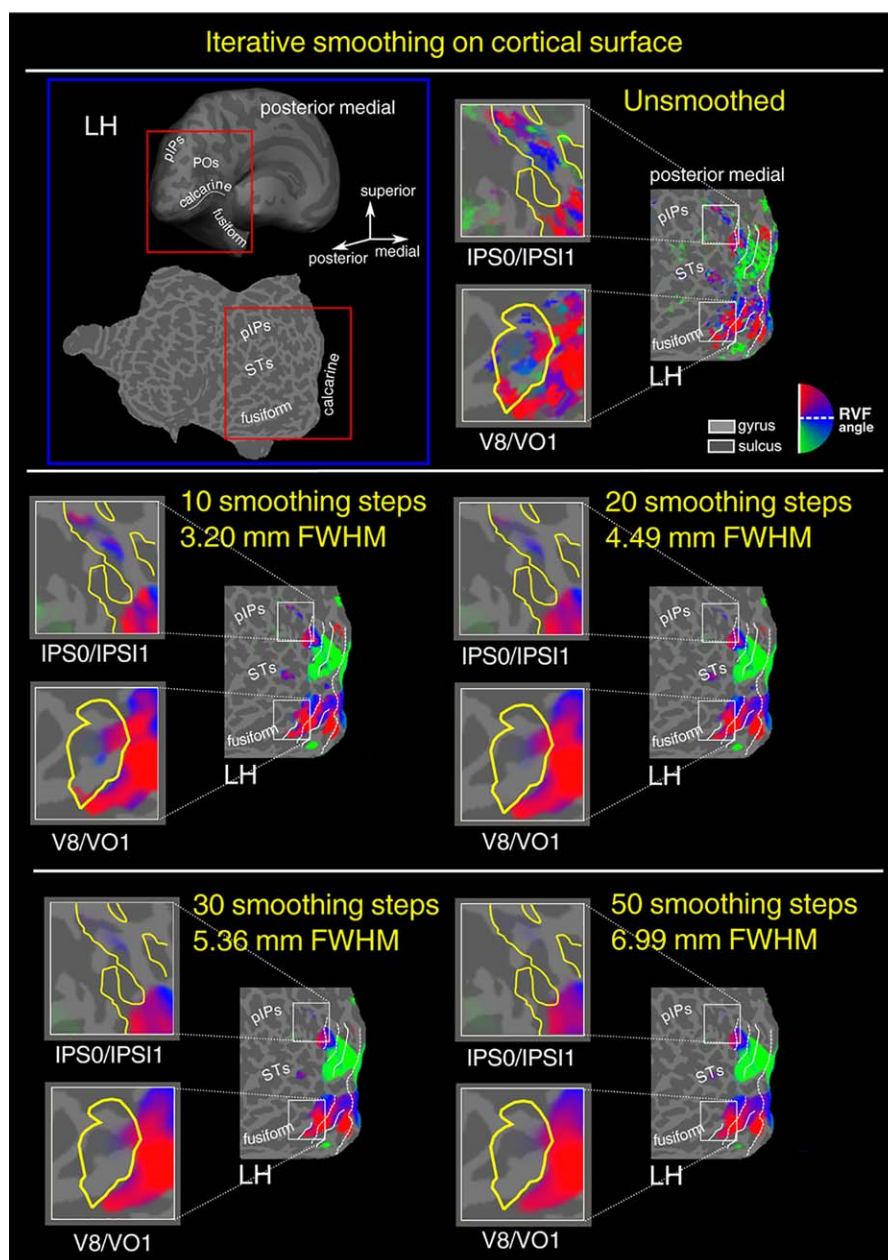 Iterative smoothing on cortical surface
LH
posterior medial
pIPs
POs
calcarine
fusiform
superior
posterior
medial
pIPs
STs
fusiform
calcarine
Unsmoothed
posterior medial
IPS0/IPSI1
pIPs
STs
fusiform
V8/VO1
LH
gyrus
sulcus
RVF
angle
10 smoothing steps
3.20 mm FWHM
IPS0/IPSI1
pIPs
STs
fusiform
V8/VO1
LH
20 smoothing steps
4.49 mm FWHM
IPS0/IPSI1
pIPs
STs
fusiform
V8/VO1
LH
30 smoothing steps
5.36 mm FWHM
IPS0/IPSI1
pIPs
STs
fusiform
V8/VO1
LH
50 smoothing steps
6.99 mm FWHM
IPS0/IPSI1
pIPs
STs
fusiform
V8/VO1
LH